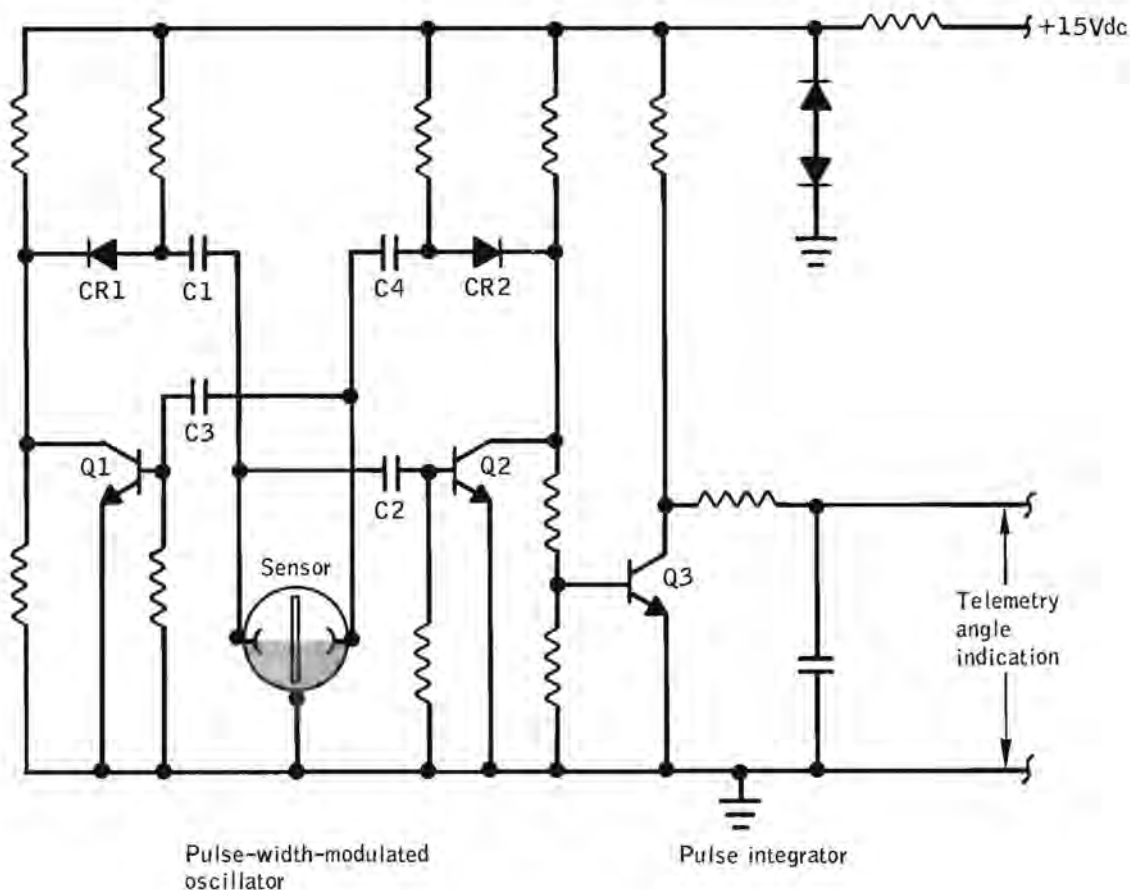 +15Vdc
CR1
C1
C4
CR2
C3
Q1
C2
Q2
Sensor
Q3
Telemetry
angle
indication
Pulse-width-modulated
oscillator
Pulse integrator